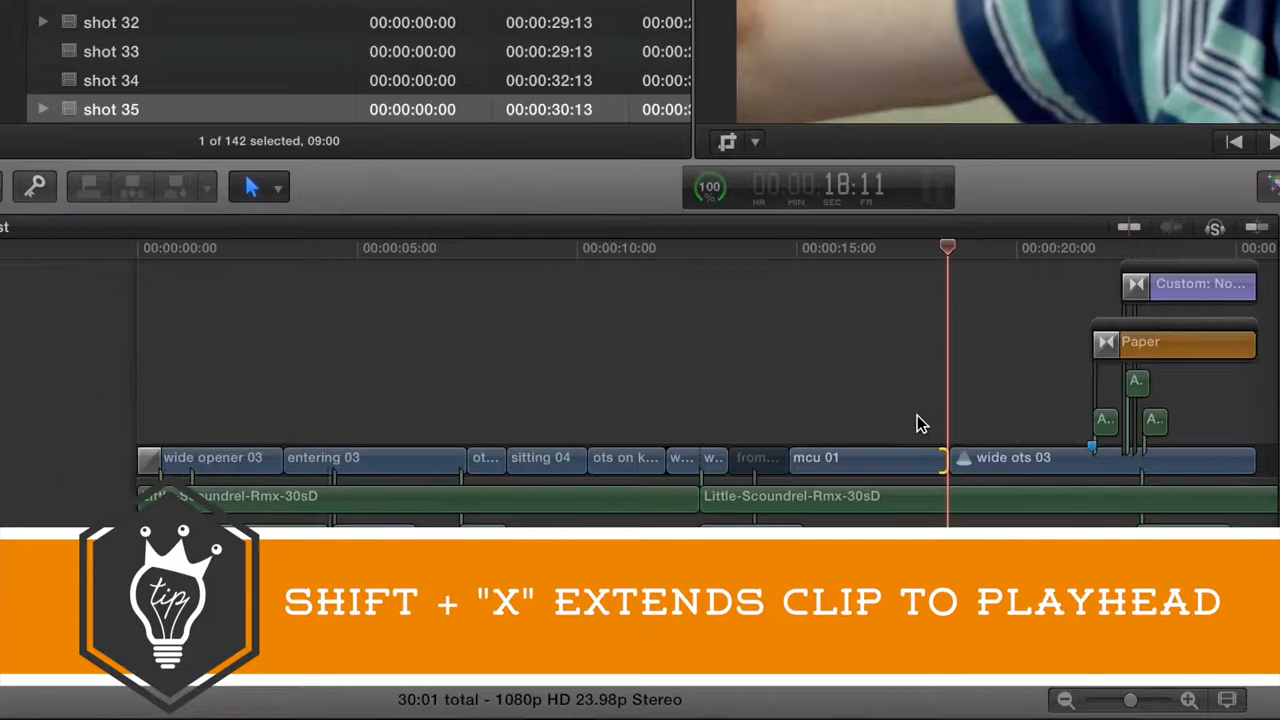 shot 32 00:00:00:00 00:00:29:13 00:00:
shot 33 00:00:00:00 00:00:29:13 00:00:
shot 34 00:00:00:00 00:00:32:13 00:00:
shot 35 00:00:00:00 00:00:30:13 00:00:
1 of 142 selected, 09:00
100 % 00:00:18:11
HR MIN SEC FR
st
00:00:00:00 00:00:05:00 00:00:10:00 00:00:15:00 00:00:20:00 00:00
Custom: No...
Paper
A.
A.. A..
wide opener 03 entering 03 ot... sitting 04 ots on k... w... w... from... mcu 01 wide ots 03
Little-Scoundrel-Rmx-30sD Little-Scoundrel-Rmx-30sD
tip
SHIFT + "X" EXTENDS CLIP TO PLAYHEAD
30:01 total - 1080p HD 23.98p Stereo